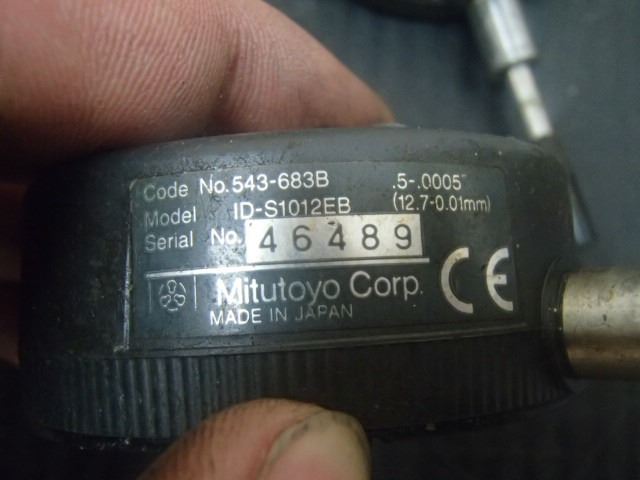 Code No. 543-683B .5-.0005"
Model ID-S1012EB (12.7-0.01mm)
Serial No. 46489
Mitutoyo Corp. CE
MADE IN JAPAN